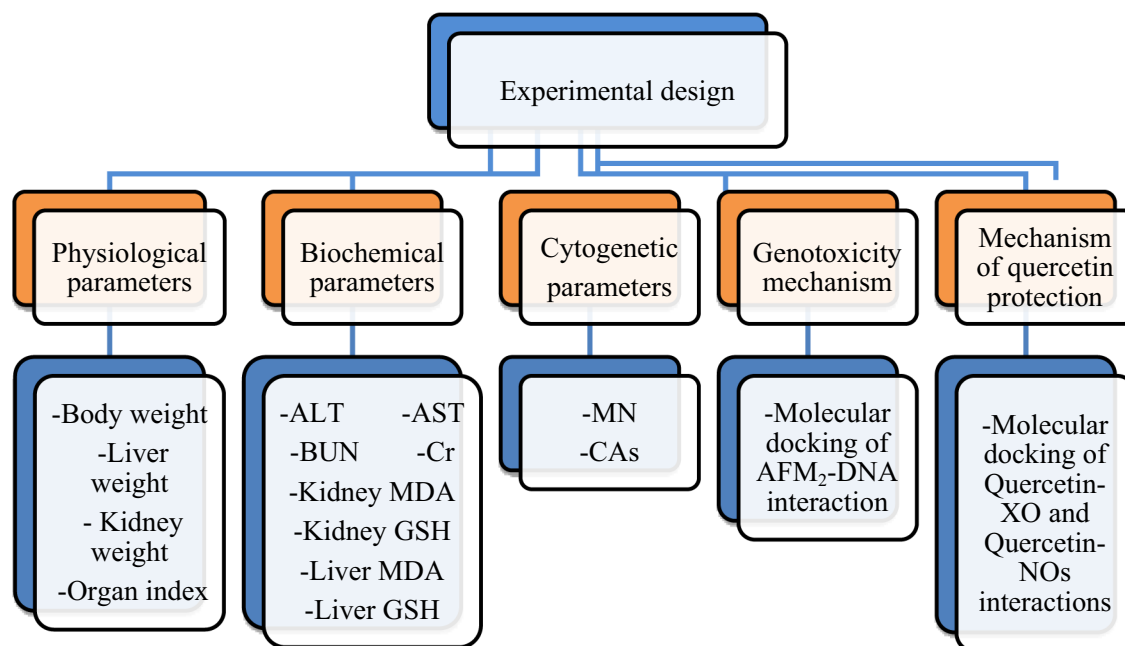 Experimental design
Physiological
parameters
Biochemical
parameters
Cytogenetic
parameters
Genotoxicity
mechanism
Mechanism
of quercetin
protection
-Body weight
-Liver
weight
- Kidney
weight
-Organ index
-ALT -AST
-BUN -Cr
-Kidney MDA
-Kidney GSH
-Liver MDA
-Liver GSH
-MN
-CAs
-Molecular
docking of
AFM₂-DNA
interaction
-Molecular
docking of
Quercetin-
XO and
Quercetin-
NOs
interactions